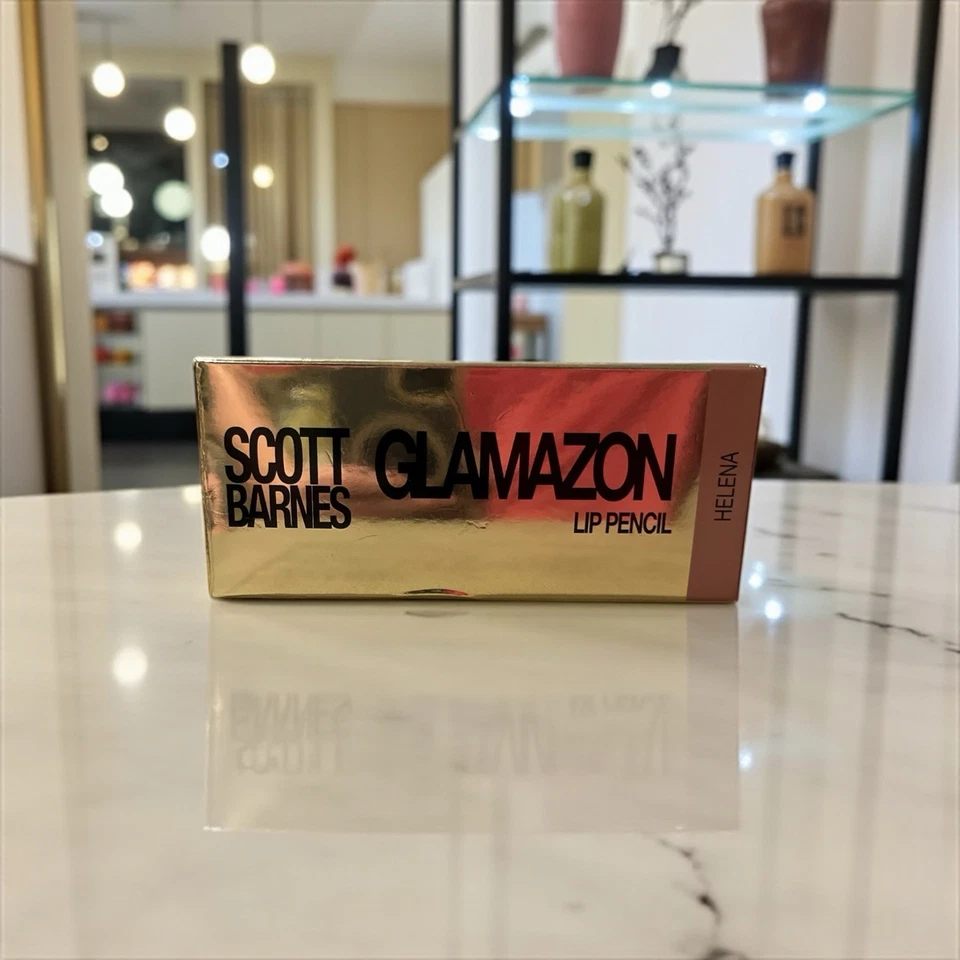 SCOTT
BARNES
GLAMAZON
LIP PENCIL
HELENA